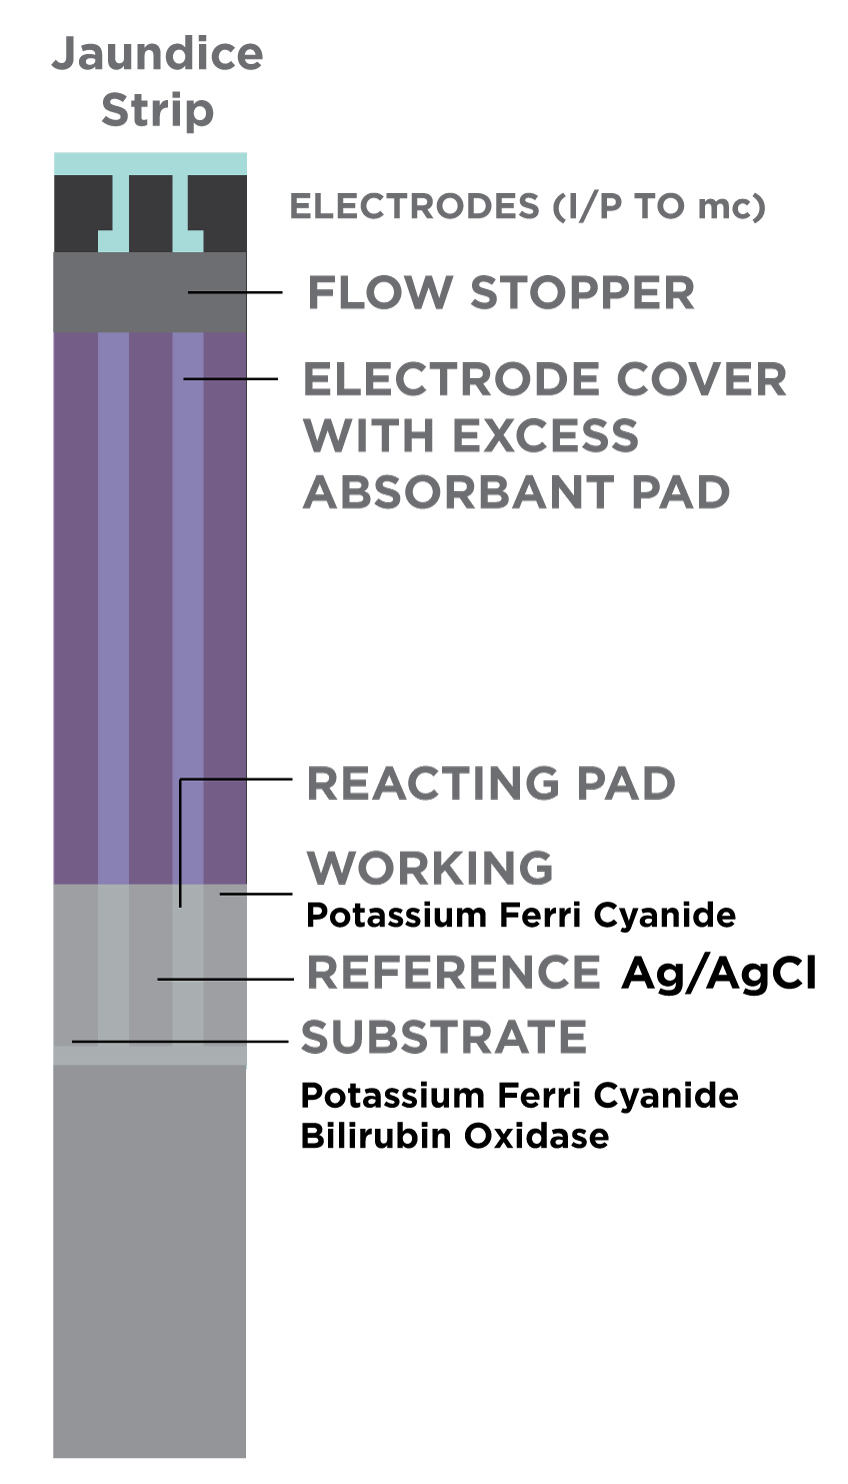 Jaundice
Strip
ELECTRODES (I/P TO mc)
FLOW STOPPER
ELECTRODE COVER
WITH EXCESS
ABSORBANT PAD
REACTING PAD
WORKING
Potassium Ferri Cyanide
REFERENCE Ag/AgCl
SUBSTRATE
Potassium Ferri Cyanide
Bilirubin Oxidase